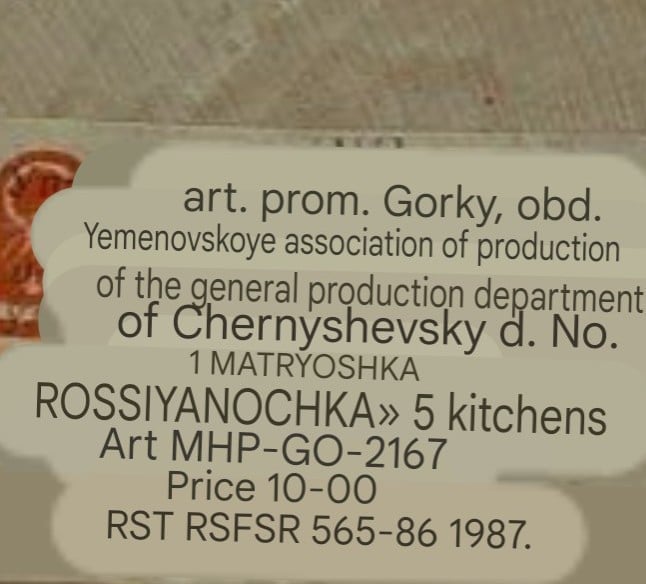 art. prom. Gorky, obd.
Yemenovskoye association of production
of the general production department
of Chernyshevsky d. No.
1 MATRYOSHKA
ROSSIYANOCHKA» 5 kitchens
Art MHP-GO-2167
Price 10-00
RST RSFSR 565-86 1987.